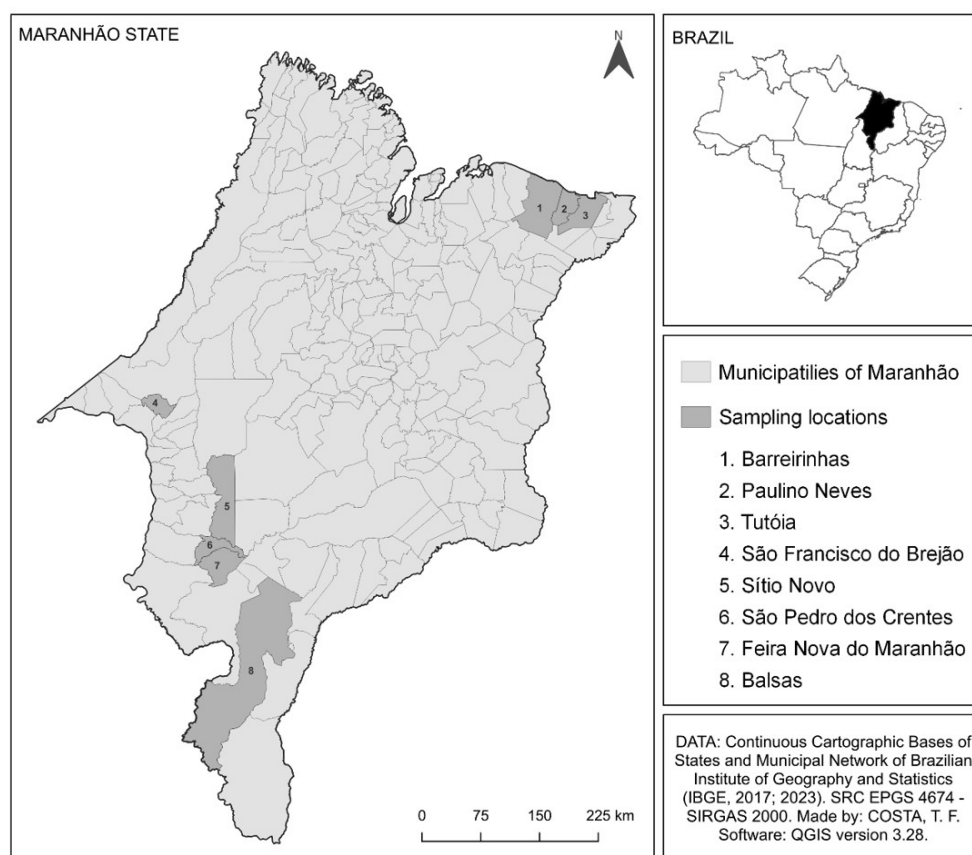 MARANHÃO STATE
N
1
2
3
4
5
6
7
8
0 75 150 225 km
BRAZIL
Municipatilies of Maranhão
Sampling locations
1. Barreirinhas
2. Paulino Neves
3. Tutóia
4. São Francisco do Brejão
5. Sítio Novo
6. São Pedro dos Crentes
7. Feira Nova do Maranhão
8. Balsas
DATA: Continuous Cartographic Bases of
States and Municipal Network of Brazilian
Institute of Geography and Statistics
(IBGE, 2017; 2023). SRC EPGS 4674 -
SIRGAS 2000. Made by: COSTA, T. F.
Software: QGIS version 3.28.